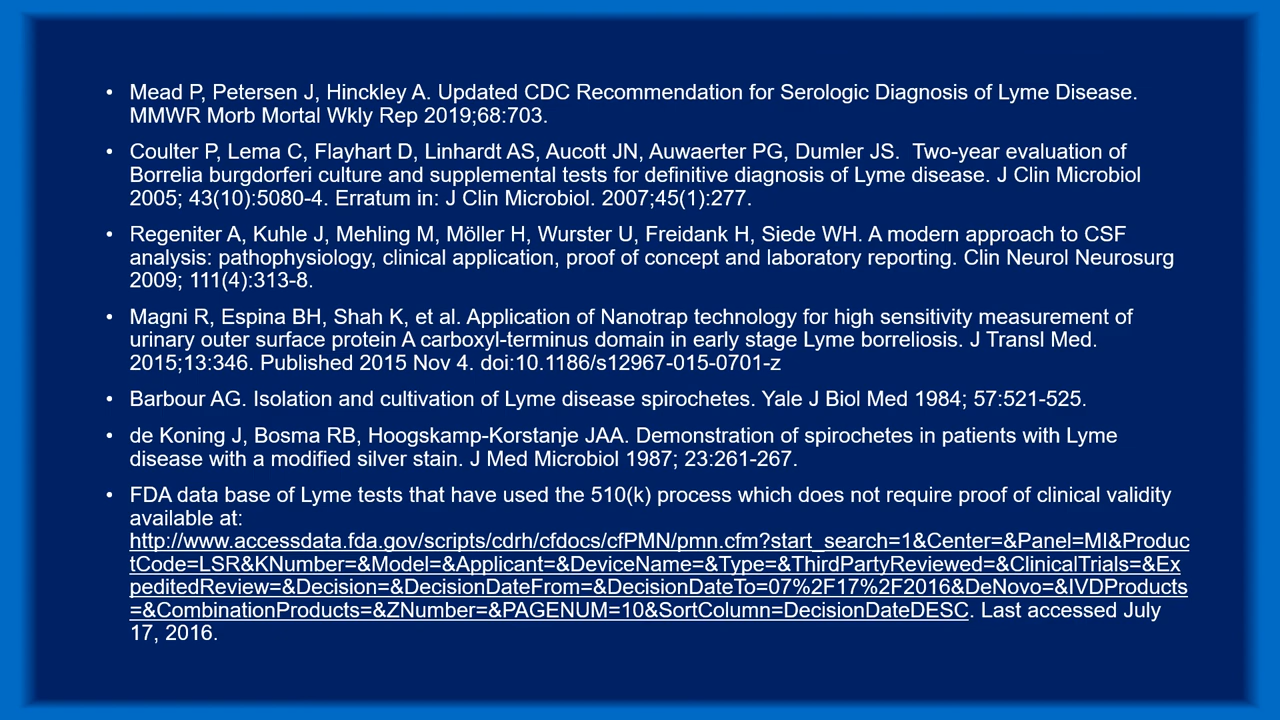 • Mead P, Petersen J, Hinckley A. Updated CDC Recommendation for Serologic Diagnosis of Lyme Disease.
MMWR Morb Mortal Wkly Rep 2019;68:703.
• Coulter P, Lema C, Flayhart D, Linhardt AS, Aucott JN, Auwaerter PG, Dumler JS.  Two-year evaluation of
Borrelia burgdorferi culture and supplemental tests for definitive diagnosis of Lyme disease. J Clin Microbiol
2005; 43(10):5080-4. Erratum in: J Clin Microbiol. 2007;45(1):277.
• Regeniter A, Kuhle J, Mehling M, Möller H, Wurster U, Freidank H, Siede WH. A modern approach to CSF
analysis: pathophysiology, clinical application, proof of concept and laboratory reporting. Clin Neurol Neurosurg
2009; 111(4):313-8.
• Magni R, Espina BH, Shah K, et al. Application of Nanotrap technology for high sensitivity measurement of
urinary outer surface protein A carboxyl-terminus domain in early stage Lyme borreliosis. J Transl Med.
2015;13:346. Published 2015 Nov 4. doi:10.1186/s12967-015-0701-z
• Barbour AG. Isolation and cultivation of Lyme disease spirochetes. Yale J Biol Med 1984; 57:521-525.
• de Koning J, Bosma RB, Hoogskamp-Korstanje JAA. Demonstration of spirochetes in patients with Lyme
disease with a modified silver stain. J Med Microbiol 1987; 23:261-267.
• FDA data base of Lyme tests that have used the 510(k) process which does not require proof of clinical validity
available at:
http://www.accessdata.fda.gov/scripts/cdrh/cfdocs/cfPMN/pmn.cfm?start_search=1&Center=&Panel=MI&Produc
tCode=LSR&KNumber=&Model=&Applicant=&DeviceName=&Type=&ThirdPartyReviewed=&ClinicalTrials=&Ex
peditedReview=&Decision=&DecisionDateFrom=&DecisionDateTo=07%2F17%2F2016&DeNovo=&IVDProducts
=&CombinationProducts=&ZNumber=&PAGENUM=10&SortColumn=DecisionDateDESC. Last accessed July
17, 2016.